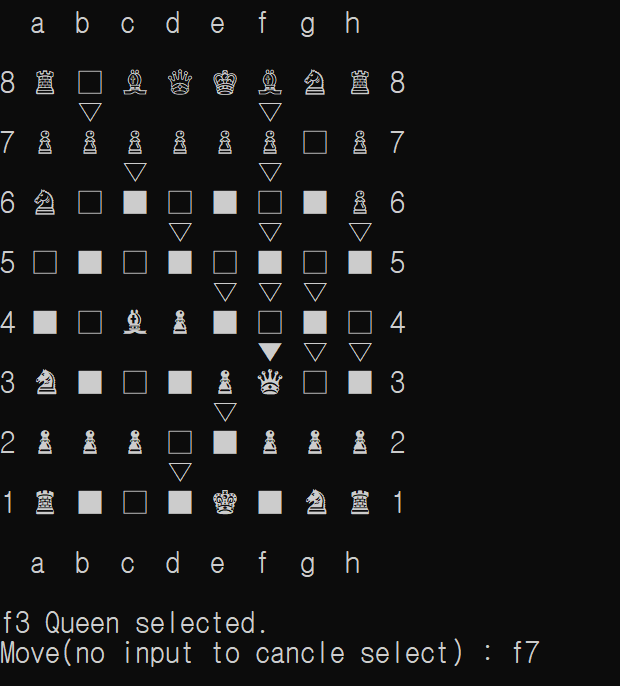 a b c d e f g h
8 ♖ □ ♗ ♕ ♔ ♗ ♘ ♖ 8
▽ ▽
7 ♙ ♙ ♙ ♙ ♙ ♙ □ ♙ 7
▽ ▽
6 ♘ □ ■ □ ■ □ ■ ♙ 6
▽ ▽ ▽
5 □ ■ □ ■ □ ■ □ ■ 5
▽ ▽ ▽
4 ■ □ ♝ ♟ ■ □ ■ □ 4
▼ ▽ ▽
3 ♞ ■ □ ■ ♟ ♛ □ ■ 3
▽
2 ♟ ♟ ♟ □ ■ ♟ ♟ ♟ 2
▽
1 ♜ ■ □ ■ ♚ ■ ♞ ♜ 1
a b c d e f g h
f3 Queen selected.
Move(no input to cancle select) : f7